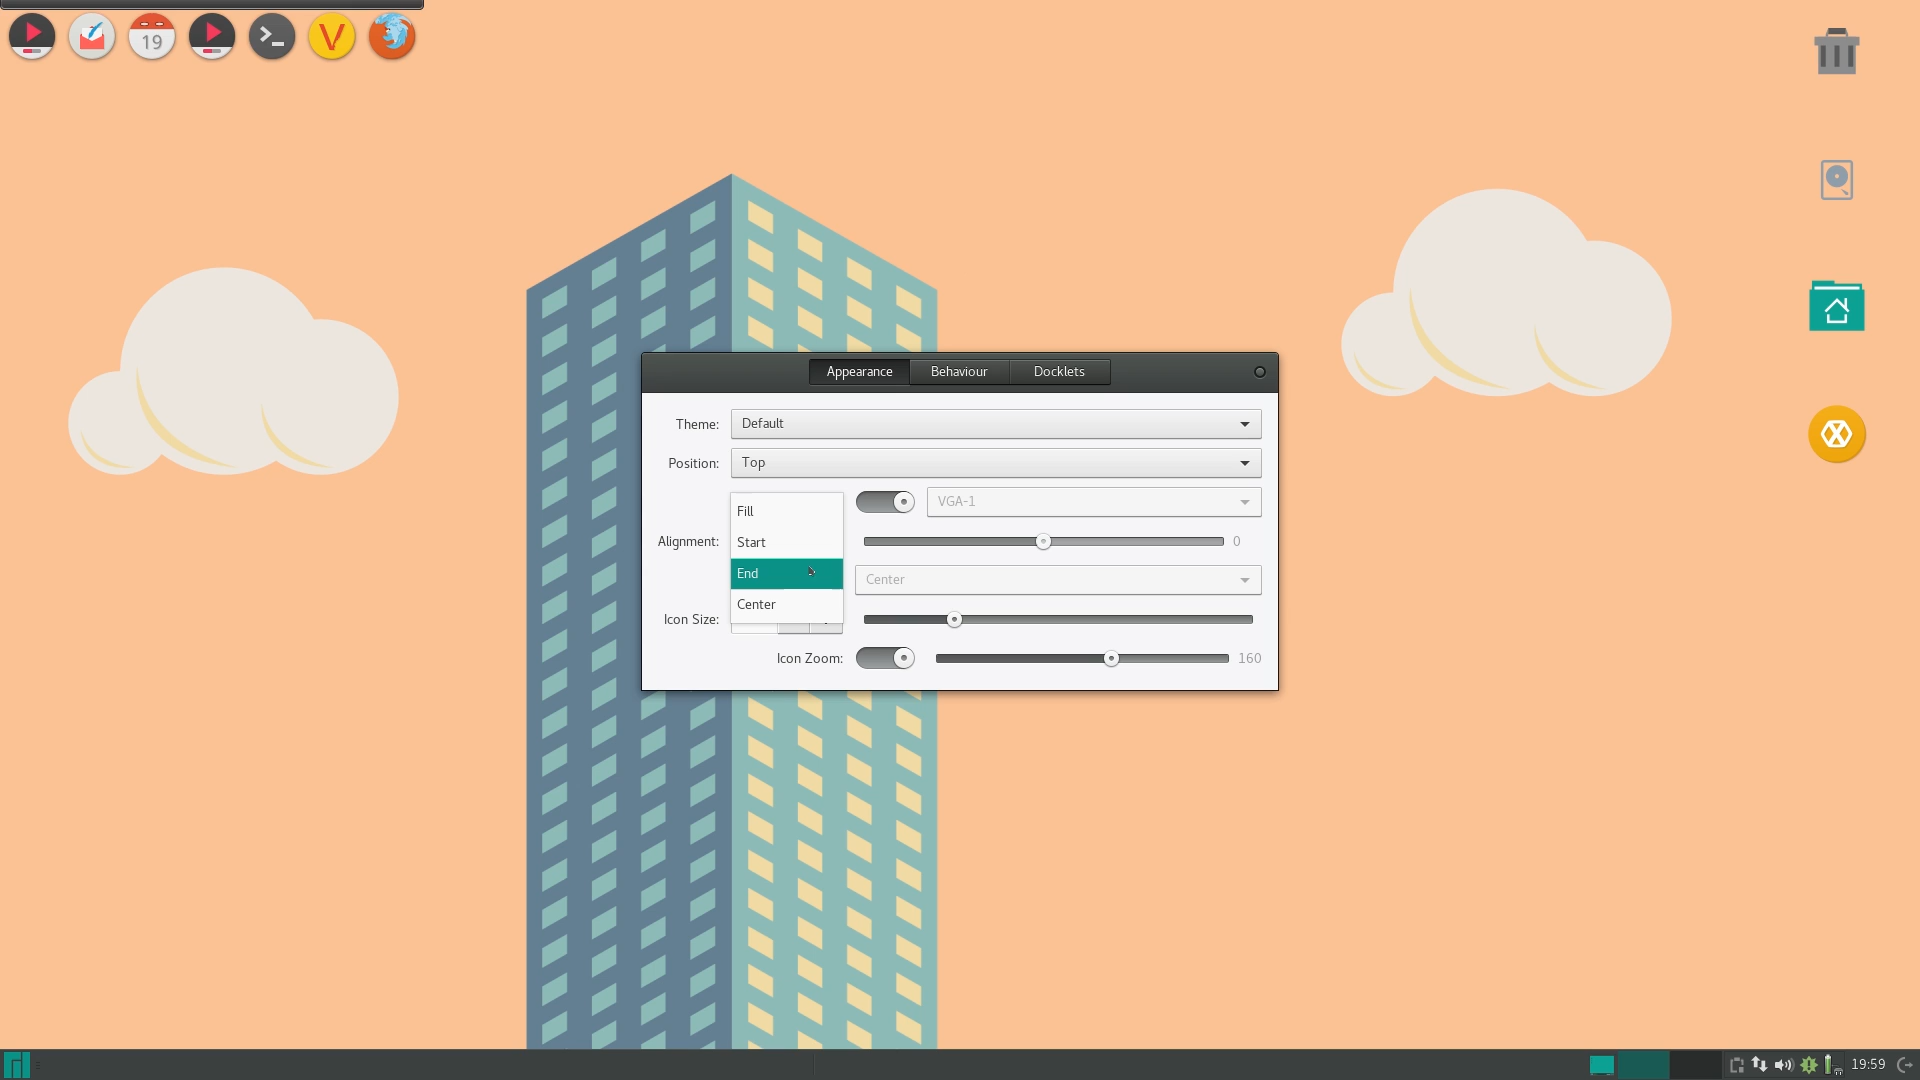 19
Appearance Behaviour Docklets
Theme: Default
Position: Top
VGA-1
Fill
Alignment: Start 0
End
Center
Center
Icon Size:
Icon Zoom: 160
19:59